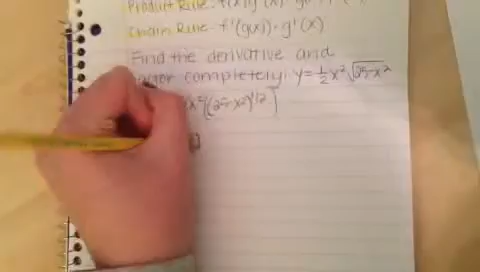 Product Rule: f(x)g'(x)
Chain Rule - f'(g(x)) · g'(x)
Find the derivative and
factor completely: y = ½x²√25-x²
x²[(25-x²)^1/2]